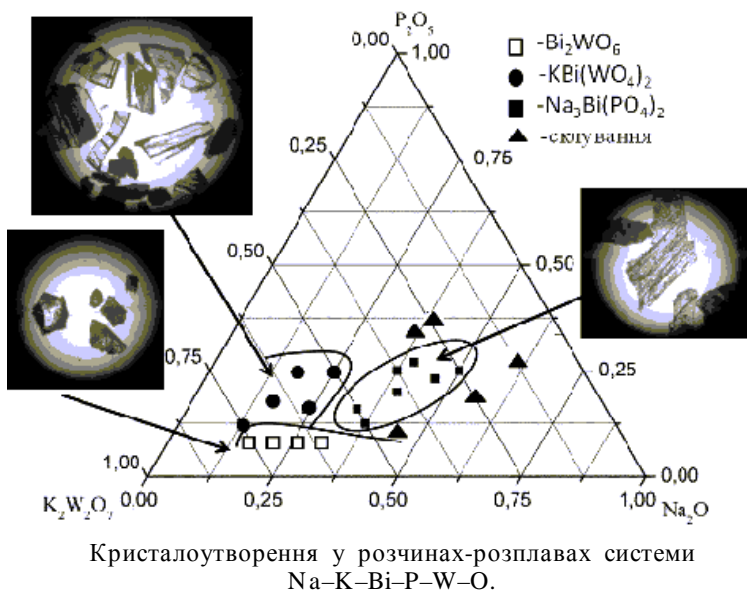 P₂O₅
0,00 1,00
□ -Bi₂WO₆
● -KBi(WO₄)₂
■ -Na₃Bi(PO₄)₂
▲ -склування
0,25 0,75
0,50 0,50
0,75 0,25
1,00 0,00
K₂W₂O₇ 0,00 0,25 0,50 0,75 1,00 Na₂O
Кристалоутворення у розчинах-розплавах системи
Na–K–Bi–P–W–O.